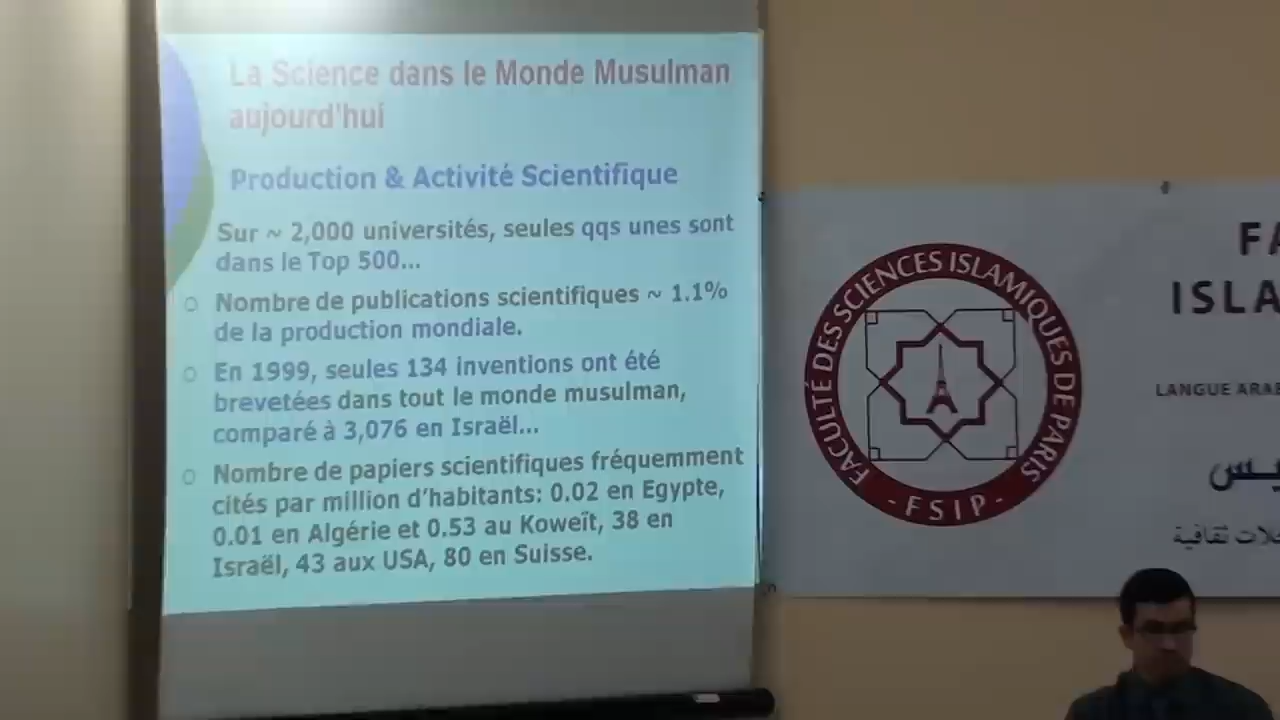 La Science dans le Monde Musulman
aujourd'hui
Production & Activité Scientifique
Sur ~ 2,000 universités, seules qqs unes sont
dans le Top 500...
Nombre de publications scientifiques ~ 1.1%
de la production mondiale.
En 1999, seules 134 inventions ont été
brevetées dans tout le monde musulman,
comparé à 3,076 en Israël...
Nombre de papiers scientifiques fréquemment
cités par million d'habitants: 0.02 en Egypte,
0.01 en Algérie et 0.53 au Koweït, 38 en
Israël, 43 aux USA, 80 en Suisse.
FACULTÉ DES SCIENCES ISLAMIQUES DE PARIS
- FSIP -
FA
ISLA
LANGUE ARAB
ثقافية